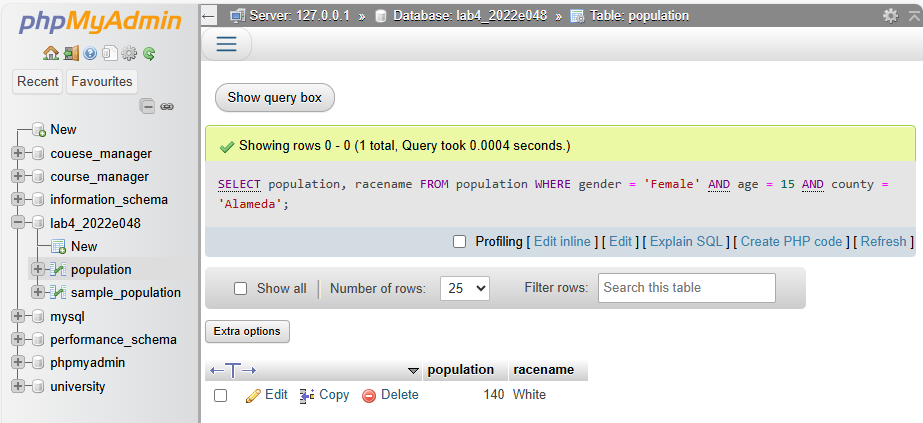 phpMyAdmin
Recent Favourites
New
couese_manager
course_manager
information_schema
lab4_2022e048
New
population
sample_population
mysql
performance_schema
phpmyadmin
university
Server: 127.0.0.1 » Database: lab4_2022e048 » Table: population
Show query box
Showing rows 0 - 0 (1 total, Query took 0.0004 seconds.)
SELECT population, racename FROM population WHERE gender = 'Female' AND age = 15 AND county =
'Alameda';
Profiling [ Edit inline ] [ Edit ] [ Explain SQL ] [ Create PHP code ] [ Refresh ]
Show all Number of rows: 25 Filter rows: Search this table
Extra options
population racename
Edit Copy Delete 140 White